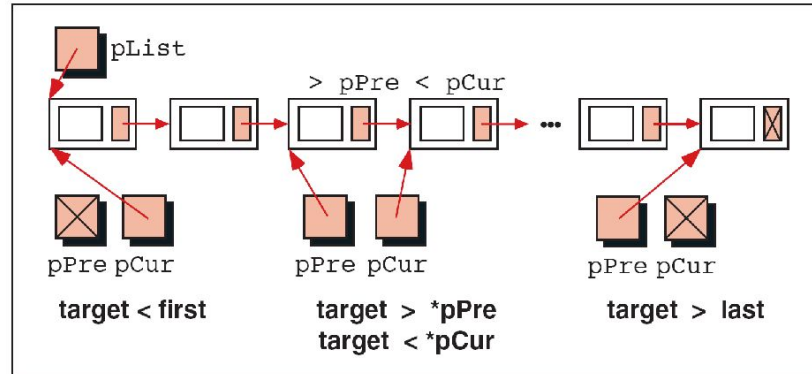 pList
> pPre < pCur
...
pPre pCur
pPre pCur
pPre pCur
target < first
target > *pPre
target < *pCur
target > last